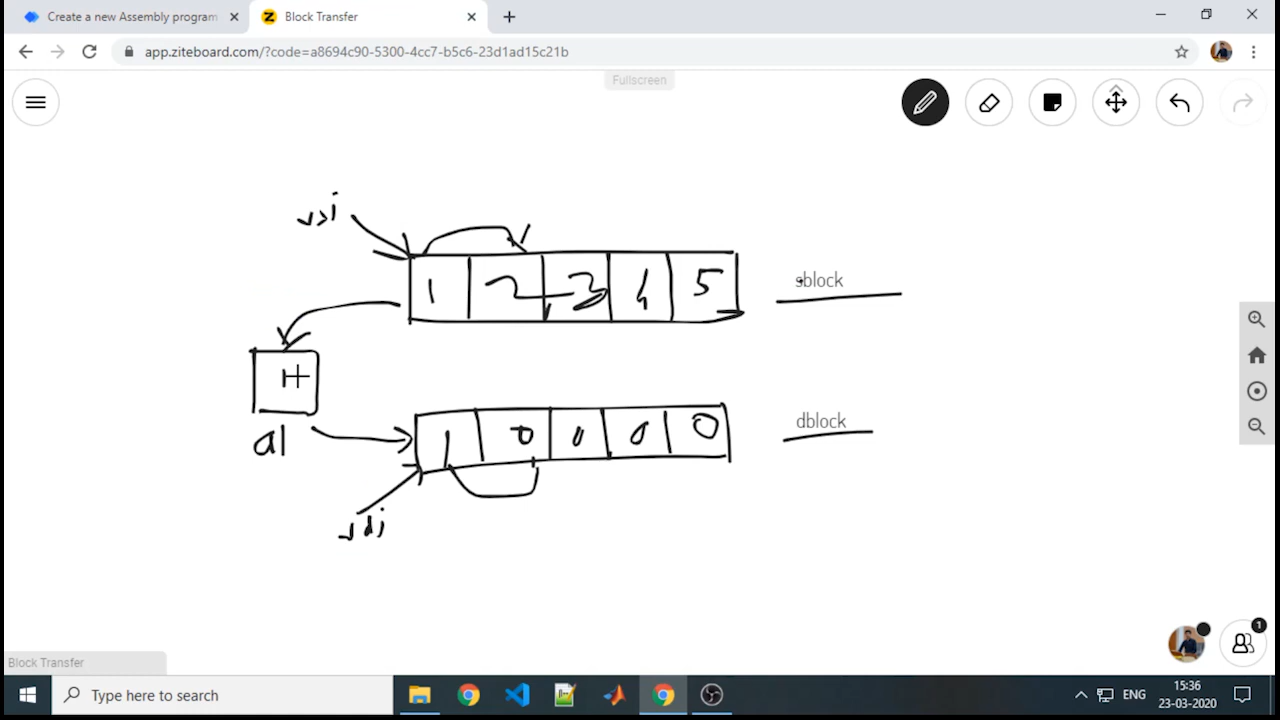 Create a new Assembly program
Block Transfer
app.ziteboard.com/?code=a8694c90-5300-4cc7-b5c6-23d1ad15c21b
Fullscreen
1 2 3 4 5
sblock
al
1 0 0 0 0
dblock
1
Block Transfer
Type here to search
ENG
15:36
23-03-2020